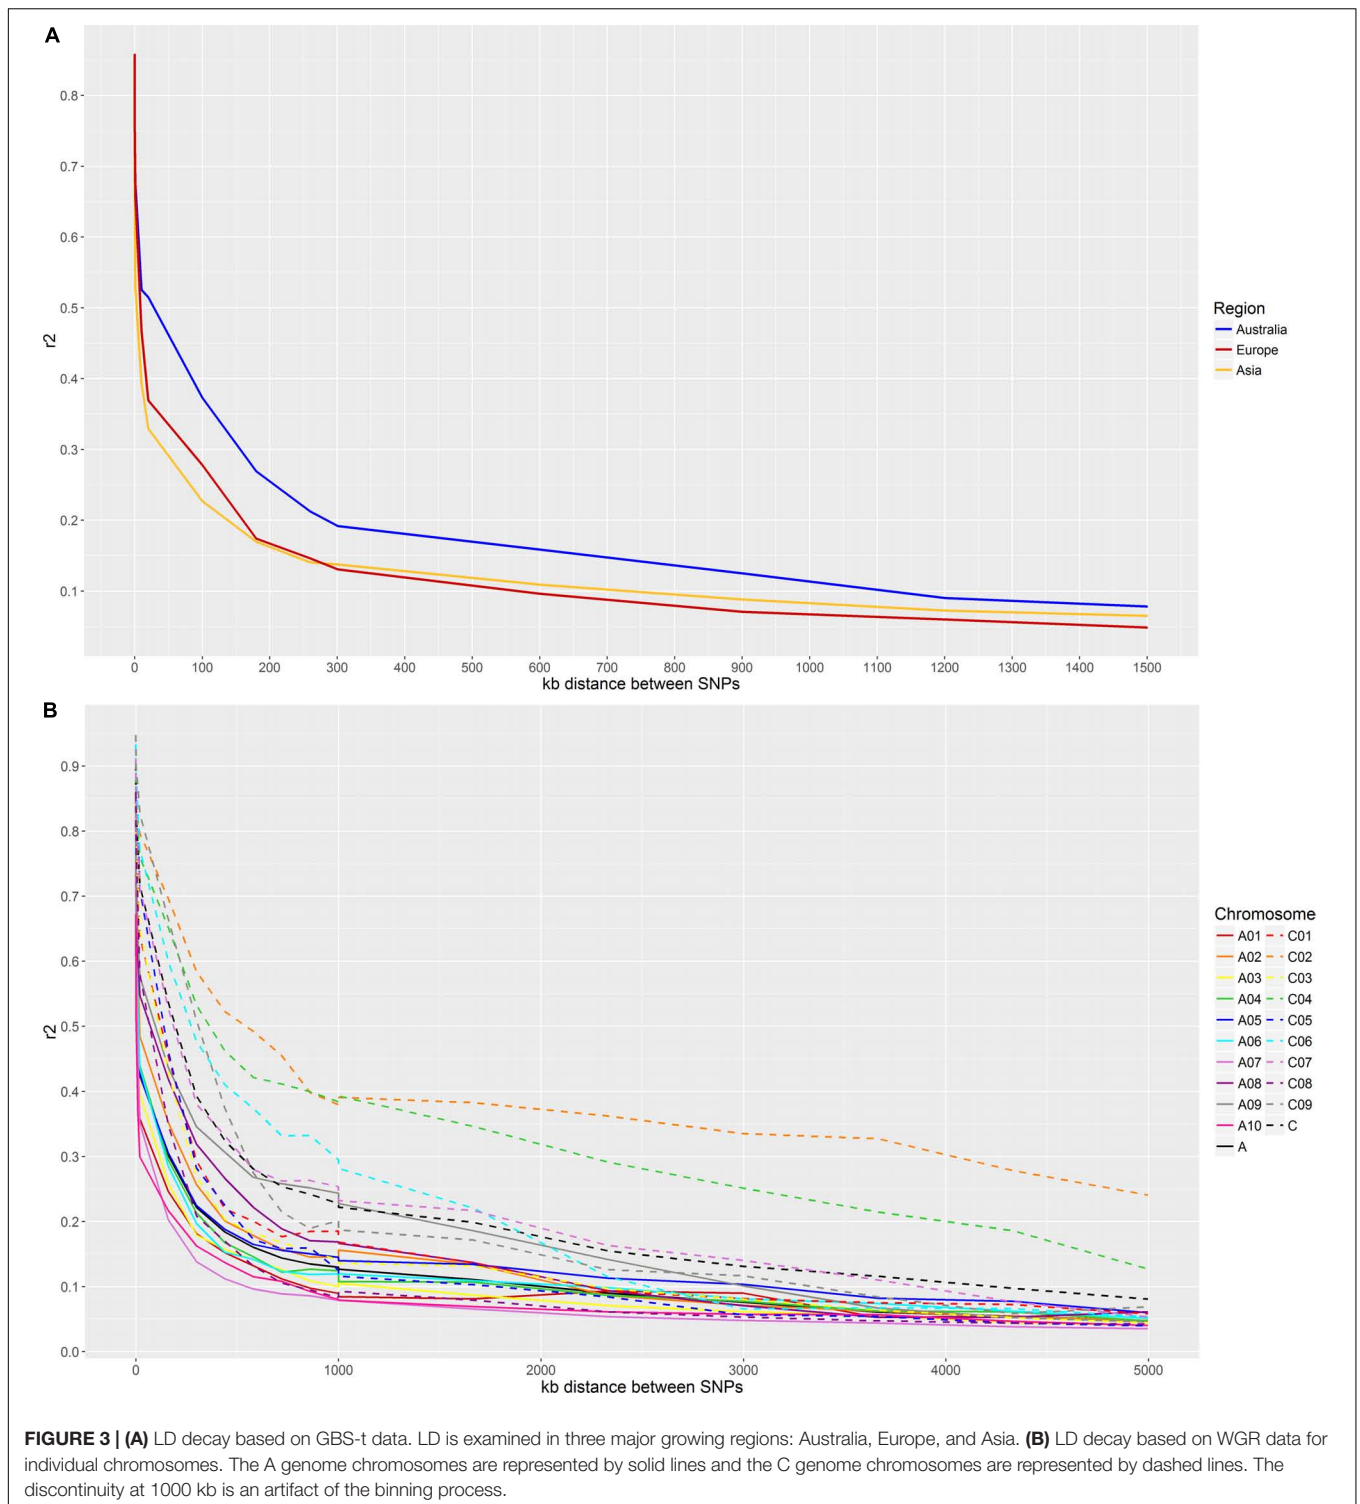 A
0.8
0.7
0.6
0.5
0.4
0.3
0.2
0.1
r2
0 100 200 300 400 500 600 700 800 900 1000 1100 1200 1300 1400 1500
kb distance between SNPs
Region
Australia
Europe
Asia
B
0.9
0.8
0.7
0.6
0.5
0.4
0.3
0.2
0.1
0.0
r2
0 1000 2000 3000 4000 5000
kb distance between SNPs
Chromosome
A01 C01
A02 C02
A03 C03
A04 C04
A05 C05
A06 C06
A07 C07
A08 C08
A09 C09
A10 C
A
FIGURE 3 | (A) LD decay based on GBS-t data. LD is examined in three major growing regions: Australia, Europe, and Asia. (B) LD decay based on WGR data for
individual chromosomes. The A genome chromosomes are represented by solid lines and the C genome chromosomes are represented by dashed lines. The
discontinuity at 1000 kb is an artifact of the binning process.